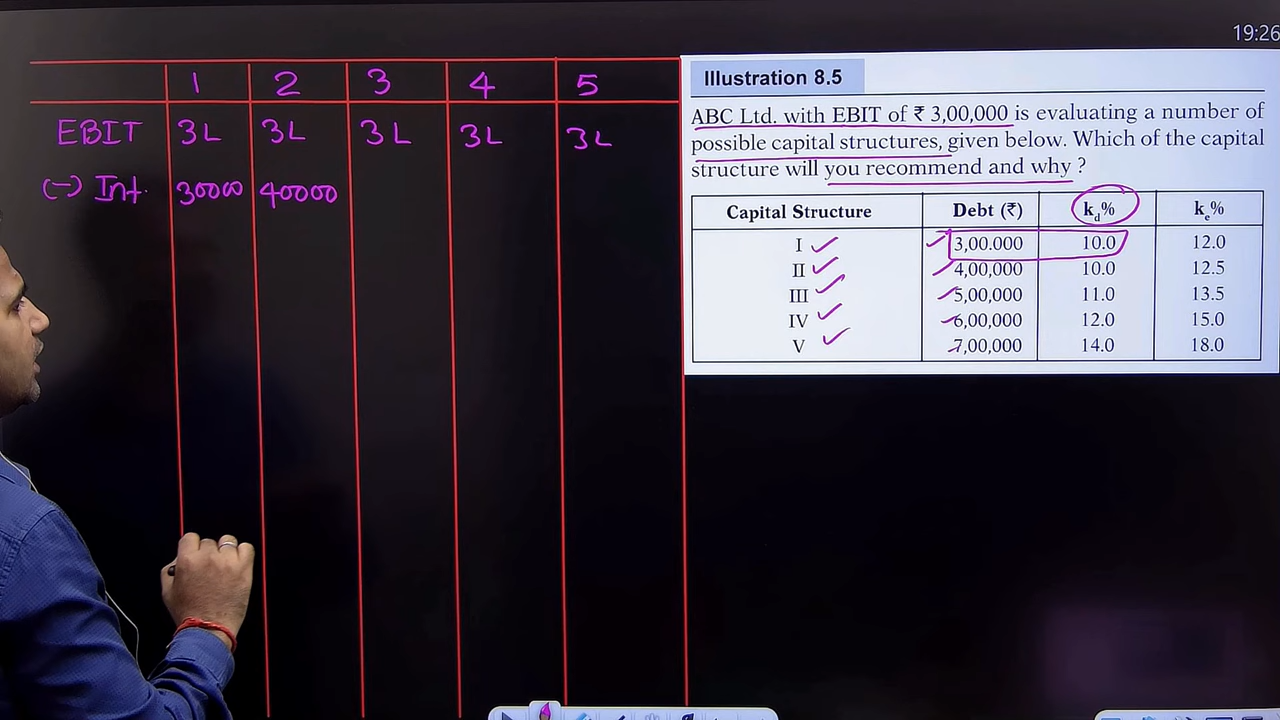 19:26
1 2 3 4 5
EBIT 3L 3L 3L 3L 3L
(-) Int. 30000 40000
Illustration 8.5
ABC Ltd. with EBIT of ₹ 3,00,000 is evaluating a number of
possible capital structures, given below. Which of the capital
structure will you recommend and why ?
Capital Structure Debt (₹) kd% ke%
I 3,00.000 10.0 12.0
II 4,00,000 10.0 12.5
III 5,00,000 11.0 13.5
IV 6,00,000 12.0 15.0
V 7,00,000 14.0 18.0